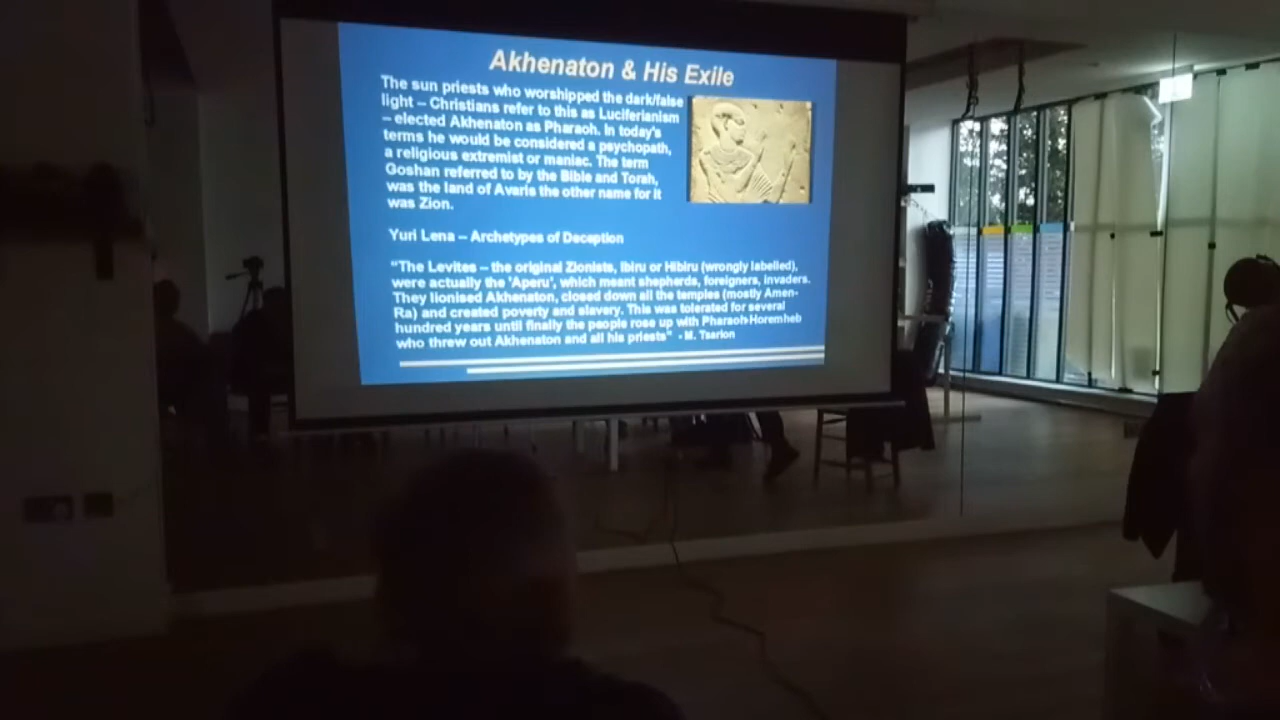 Akhenaton & His Exile
The sun priests who worshipped the dark/false
light – Christians refer to this as Luciferianism
– elected Akhenaton as Pharaoh. In today's
terms he would be considered a psychopath,
a religious extremist or maniac. The term
Goshan referred to by the Bible and Torah,
was the land of Avaris the other name for it
was Zion.
Yuri Lena – Archetypes of Deception
"The Levites – the original Zionists, Ibiru or Hibiru (wrongly labelled),
were actually the 'Aperu', which meant shepherds, foreigners, invaders.
They lionised Akhenaton, closed down all the temples (mostly Amen-
Ra) and created poverty and slavery. This was tolerated for several
hundred years until finally the people rose up with Pharaoh Horemheb
who threw out Akhenaton and all his priests" - M. Tsarion